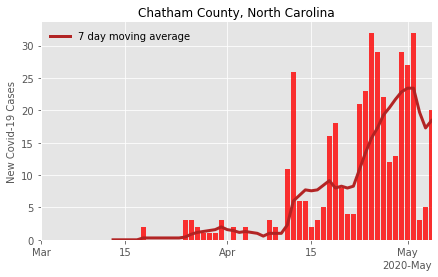 Chatham County, North Carolina
7 day moving average
New Covid-19 Cases
30
25
20
15
10
5
0
Mar 15 Apr 15 May
2020-May